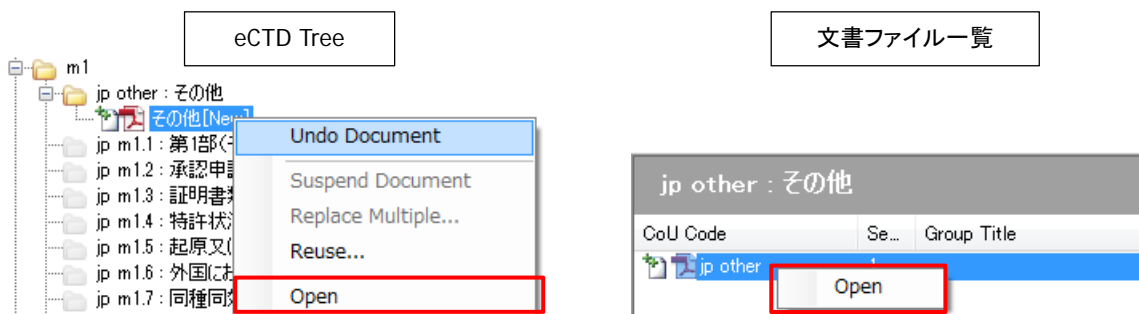 eCTD Tree
文書ファイル一覧
m1
jp other : その他
その他[New]
jp m1.1 : 第1部(
jp m1.2 : 承認申
jp m1.3 : 証明書
jp m1.4 : 特許状
jp m1.5 : 起原又
jp m1.6 : 外国にお
jp m1.7 : 同種同
Undo Document
Suspend Document
Replace Multiple...
Reuse...
Open
jp other : その他
CoU Code Se... Group Title
jp other 1
Open